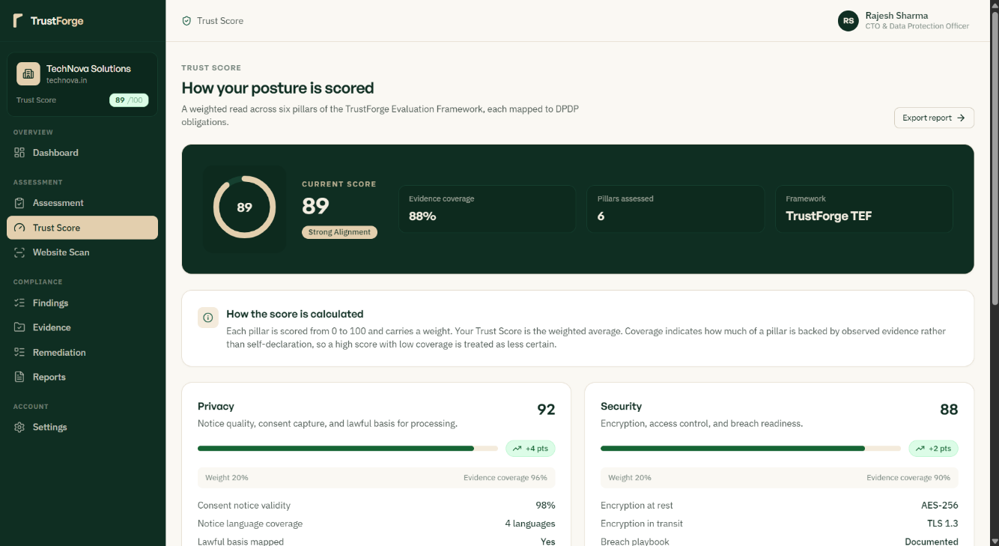 TrustForge
TechNova Solutions
technova.in
Trust Score
89 /100
OVERVIEW
Dashboard
ASSESSMENT
Assessment
Trust Score
Website Scan
COMPLIANCE
Findings
Evidence
Remediation
Reports
ACCOUNT
Settings
Trust Score
RS
Rajesh Sharma
CTO & Data Protection Officer
TRUST SCORE
How your posture is scored
A weighted read across six pillars of the TrustForge Evaluation Framework, each mapped to DPDP
obligations.
Export report
89
CURRENT SCORE
89
Strong Alignment
Evidence coverage
88%
Pillars assessed
6
Framework
TrustForge TEF
How the score is calculated
Each pillar is scored from 0 to 100 and carries a weight. Your Trust Score is the weighted average. Coverage indicates how much of a pillar is backed by observed evidence rather
than self-declaration, so a high score with low coverage is treated as less certain.
Privacy
92
Notice quality, consent capture, and lawful basis for processing.
+4 pts
Weight 20%
Evidence coverage 96%
Consent notice validity
98%
Notice language coverage
4 languages
Lawful basis mapped
Yes
Security
88
Encryption, access control, and breach readiness.
+2 pts
Weight 20%
Evidence coverage 90%
Encryption at rest
AES-256
Encryption in transit
TLS 1.3
Breach playbook
Documented